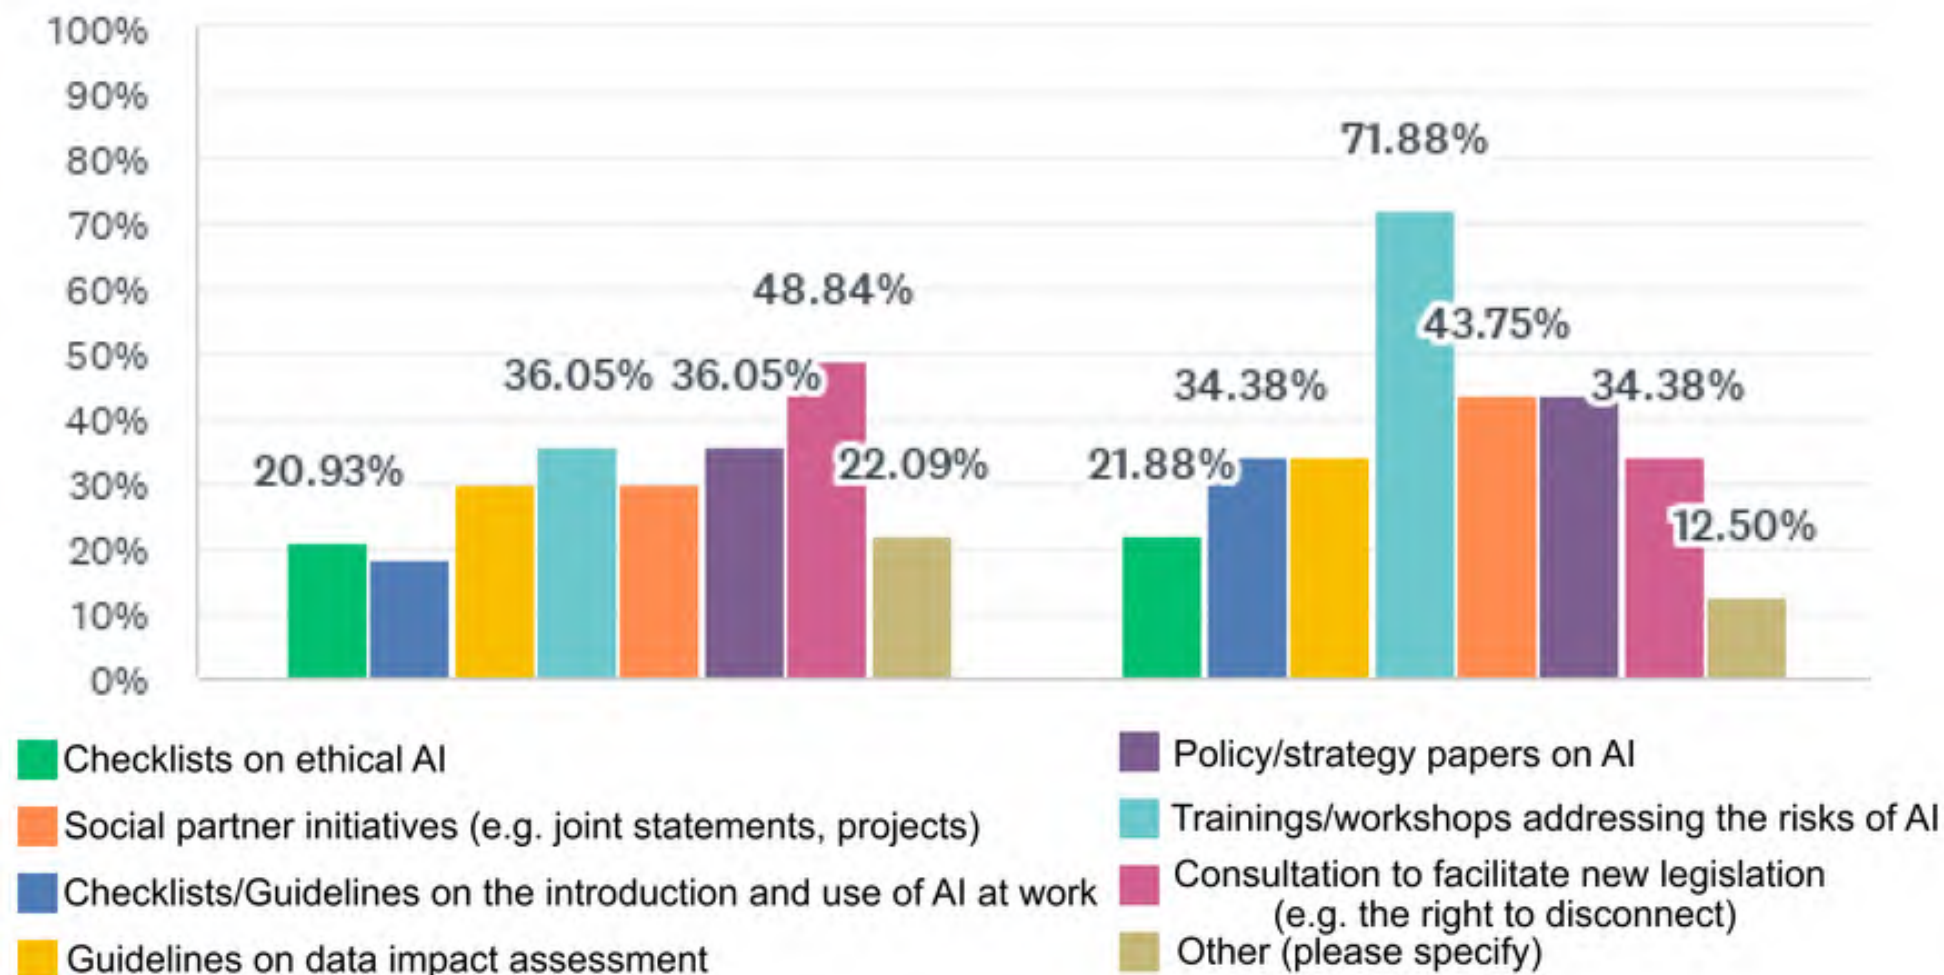 100%
90%
80%
70%
60%
50%
40%
30%
20%
10%
0%
20.93%
36.05%
36.05%
48.84%
22.09%
21.88%
34.38%
71.88%
43.75%
34.38%
12.50%
Checklists on ethical AI
Social partner initiatives (e.g. joint statements, projects)
Checklists/Guidelines on the introduction and use of AI at work
Guidelines on data impact assessment
Policy/strategy papers on AI
Trainings/workshops addressing the risks of AI
Consultation to facilitate new legislation
(e.g. the right to disconnect)
Other (please specify)